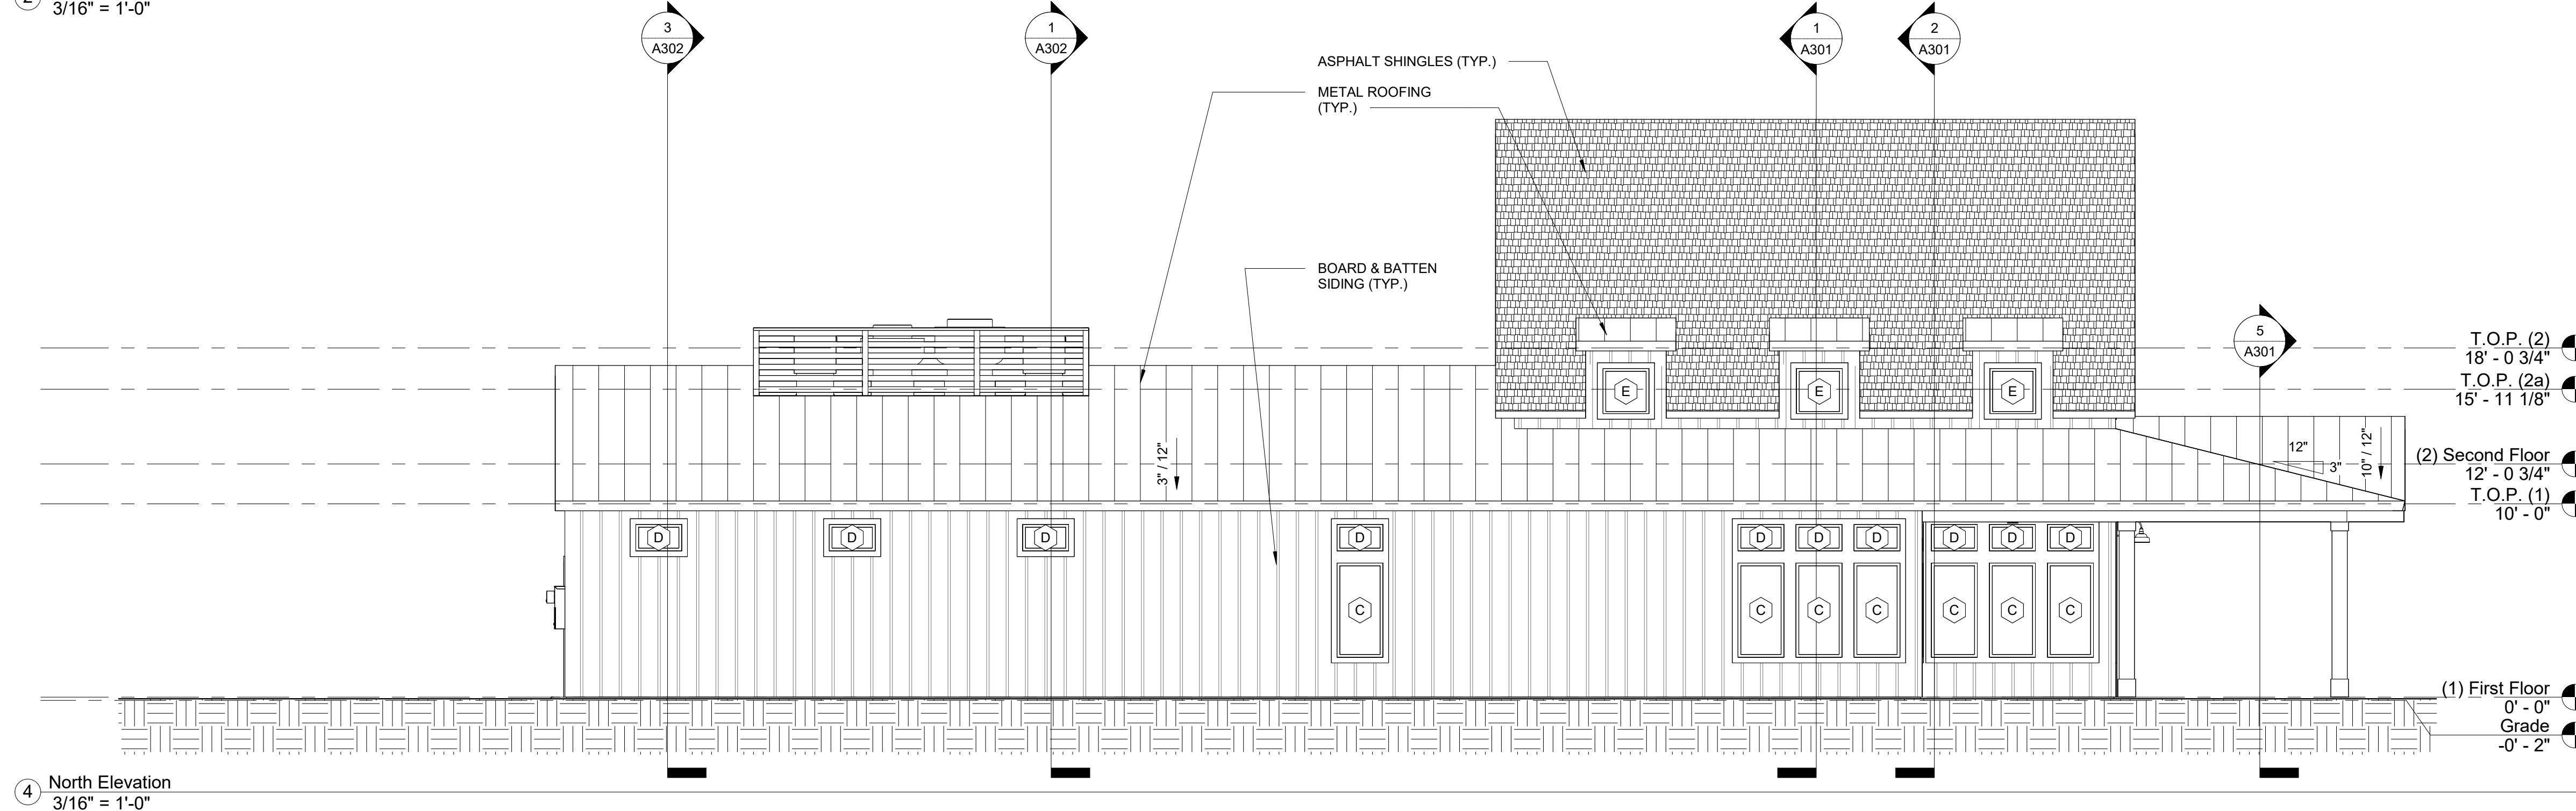 2
3/16" = 1'-0"
3
A302
1
A302
1
A301
2
A301
ASPHALT SHINGLES (TYP.)
METAL ROOFING
(TYP.)
BOARD & BATTEN
SIDING (TYP.)
5
A301
E
E
E
T.O.P. (2)
18' - 0 3/4"
T.O.P. (2a)
15' - 11 1/8"
(2) Second Floor
12' - 0 3/4"
T.O.P. (1)
10' - 0"
3" / 12"
12"
3"
10" / 12"
D
D
D
D
D
D
D
D
D
D
C
C
C
C
C
C
C
(1) First Floor
0' - 0"
Grade
-0' - 2"
4
North Elevation
3/16" = 1'-0"